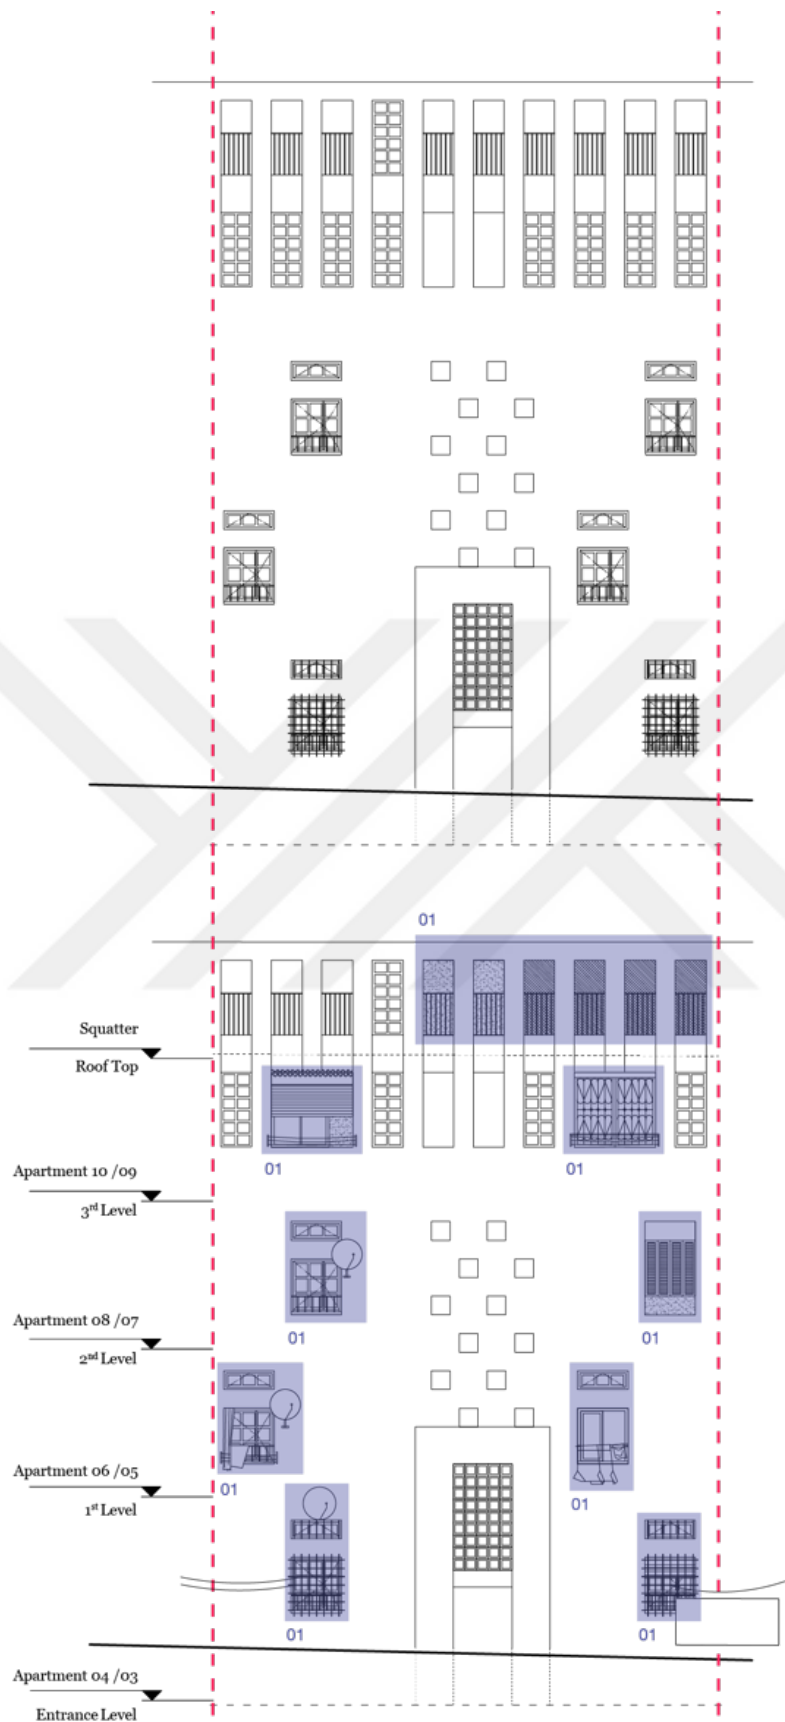 01
Squatter
Roof Top
01
01
Apartment 10 /09
3rd Level
01
01
Apartment 08 /07
2nd Level
01
01
Apartment 06 /05
1st Level
01
01
Apartment 04 /03
Entrance Level